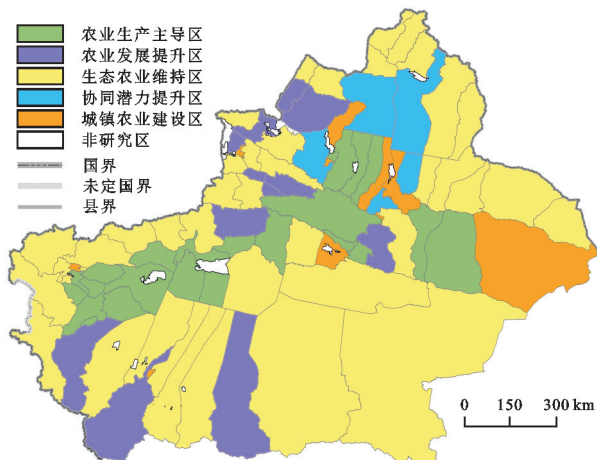 农业生产主导区
农业发展提升区
生态农业维持区
协同潜力提升区
城镇农业建设区
非研究区
国界
未定国界
县界
0 150 300 km